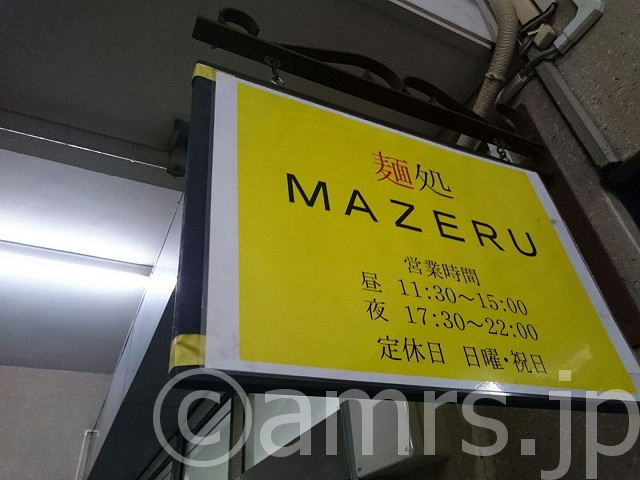 麺処
MAZERU
営業時間
昼 11:30～15:00
夜 17:30～22:00
定休日 日曜・祝日
©amrs.jp